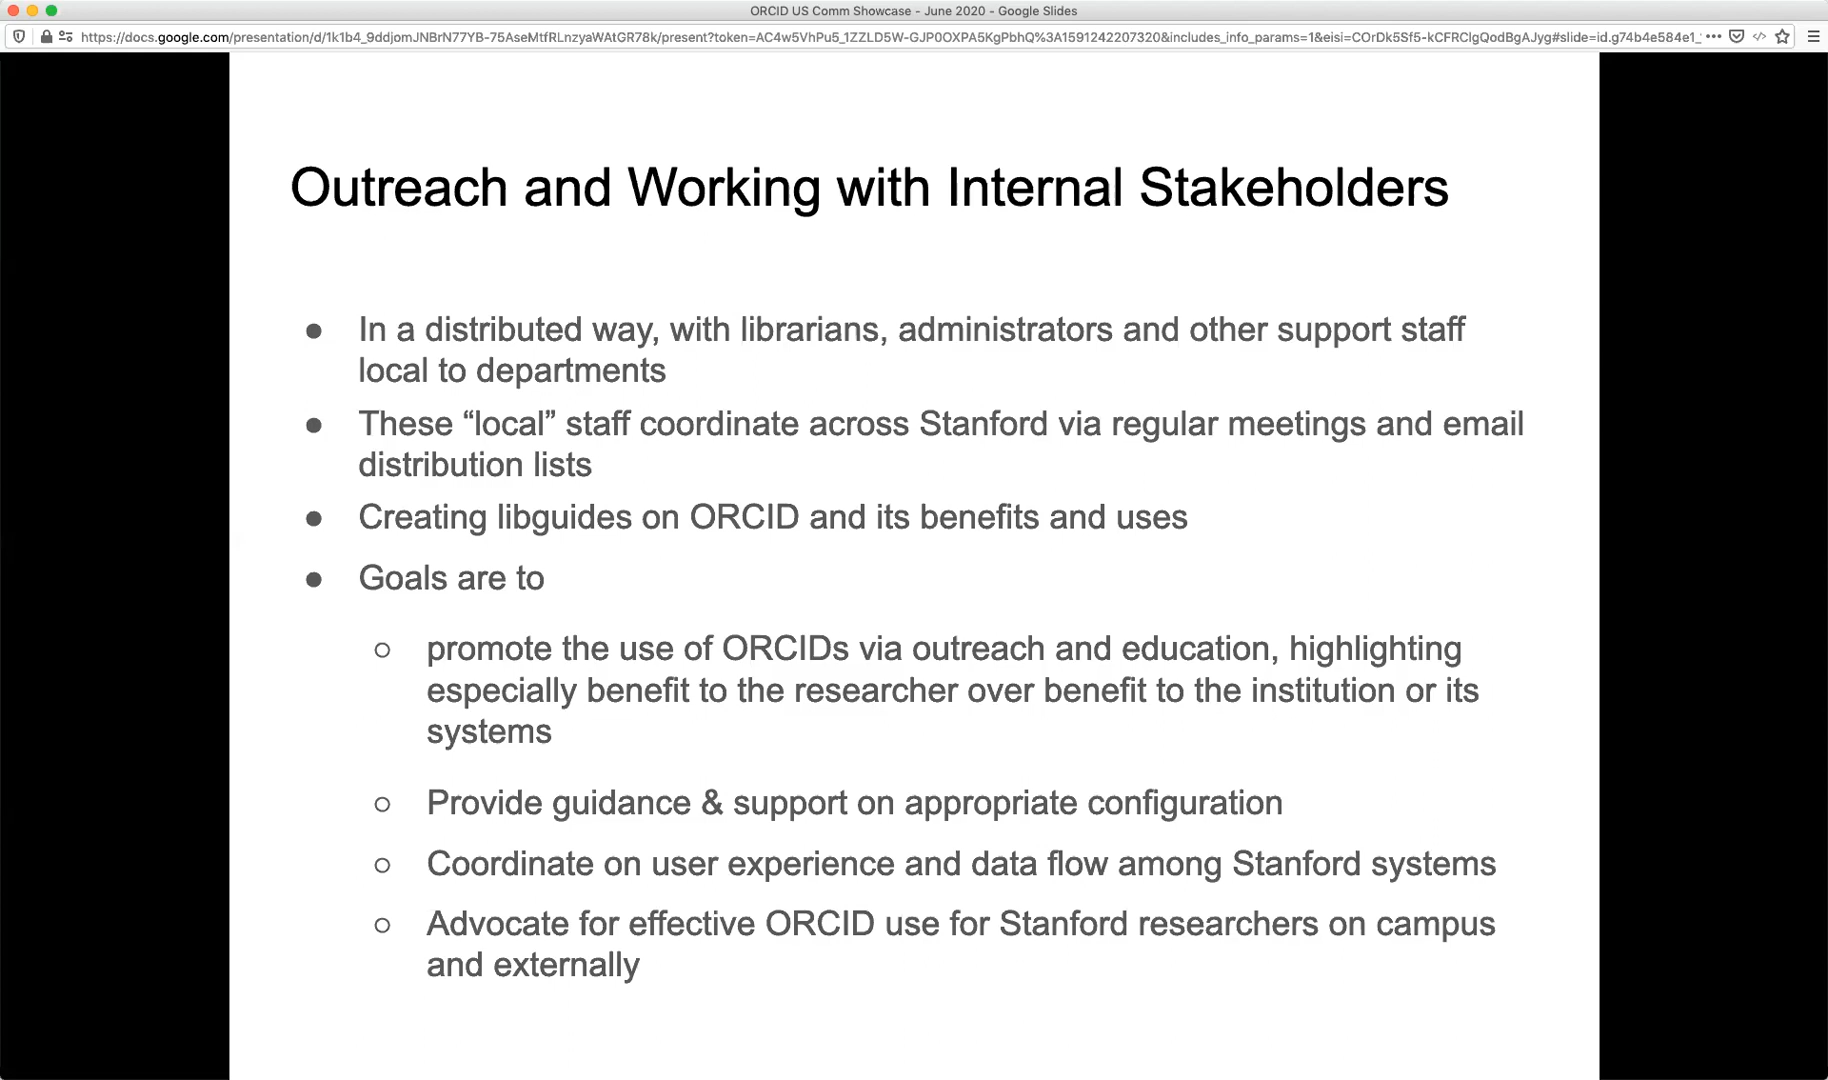 ORCID US Comm Showcase - June 2020 - Google Slides
https://docs.google.com/presentation/d/1k1b4_9ddjomJNBrN77YB-75AseMtfRLnzyaWAtGR78k/present?token=AC4w5VhPu5_1ZZLD5W-GJP0OXPA5KgPbhQ%3A1591242207320&includes_info_params=1&eisi=COrDk5Sf5-kCFRClgQodBgAJyg#slide=id.g74b4e584e1_
Outreach and Working with Internal Stakeholders
● In a distributed way, with librarians, administrators and other support staff
local to departments
● These “local” staff coordinate across Stanford via regular meetings and email
distribution lists
● Creating libguides on ORCID and its benefits and uses
● Goals are to
○ promote the use of ORCIDs via outreach and education, highlighting
especially benefit to the researcher over benefit to the institution or its
systems
○ Provide guidance & support on appropriate configuration
○ Coordinate on user experience and data flow among Stanford systems
○ Advocate for effective ORCID use for Stanford researchers on campus
and externally